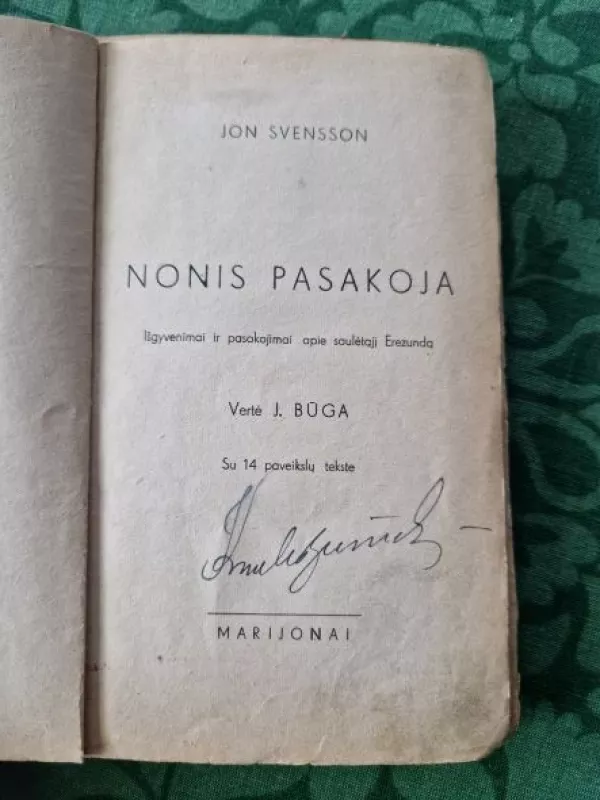 JON SVENSSON
NONIS PASAKOJA
Išgyvenimai ir pasakojimai apie saulėtąjį Erezundą
Vertė J. BŪGA
Su 14 paveikslų tekste
MARIJONAI